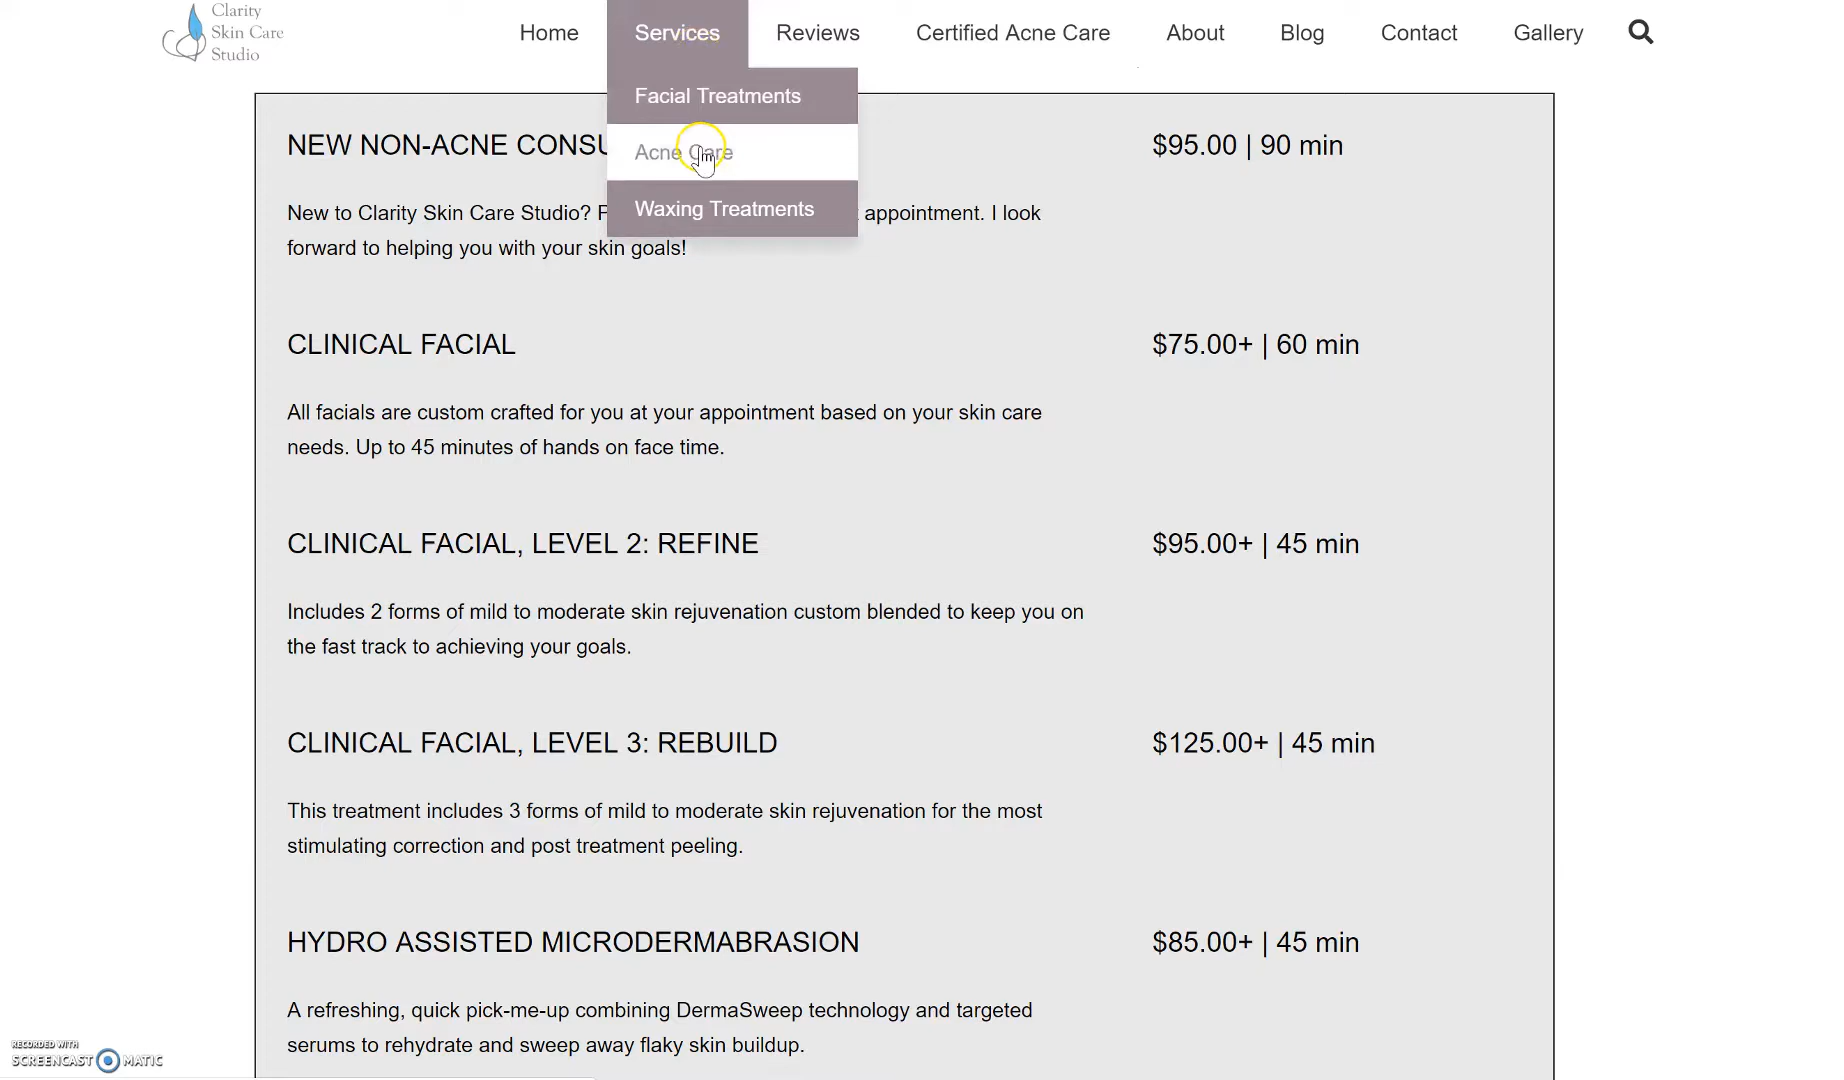 Clarity
Skin Care
Studio
Home
Services
Reviews
Certified Acne Care
About
Blog
Contact
Gallery
Facial Treatments
Acne Care
Waxing Treatments
NEW NON-ACNE CONSU
$95.00 | 90 min
New to Clarity Skin Care Studio? appointment. I look
forward to helping you with your skin goals!
CLINICAL FACIAL
$75.00+ | 60 min
All facials are custom crafted for you at your appointment based on your skin care
needs. Up to 45 minutes of hands on face time.
CLINICAL FACIAL, LEVEL 2: REFINE
$95.00+ | 45 min
Includes 2 forms of mild to moderate skin rejuvenation custom blended to keep you on
the fast track to achieving your goals.
CLINICAL FACIAL, LEVEL 3: REBUILD
$125.00+ | 45 min
This treatment includes 3 forms of mild to moderate skin rejuvenation for the most
stimulating correction and post treatment peeling.
HYDRO ASSISTED MICRODERMABRASION
$85.00+ | 45 min
A refreshing, quick pick-me-up combining DermaSweep technology and targeted
serums to rehydrate and sweep away flaky skin buildup.
RECORDED WITH
SCREENCAST MATIC